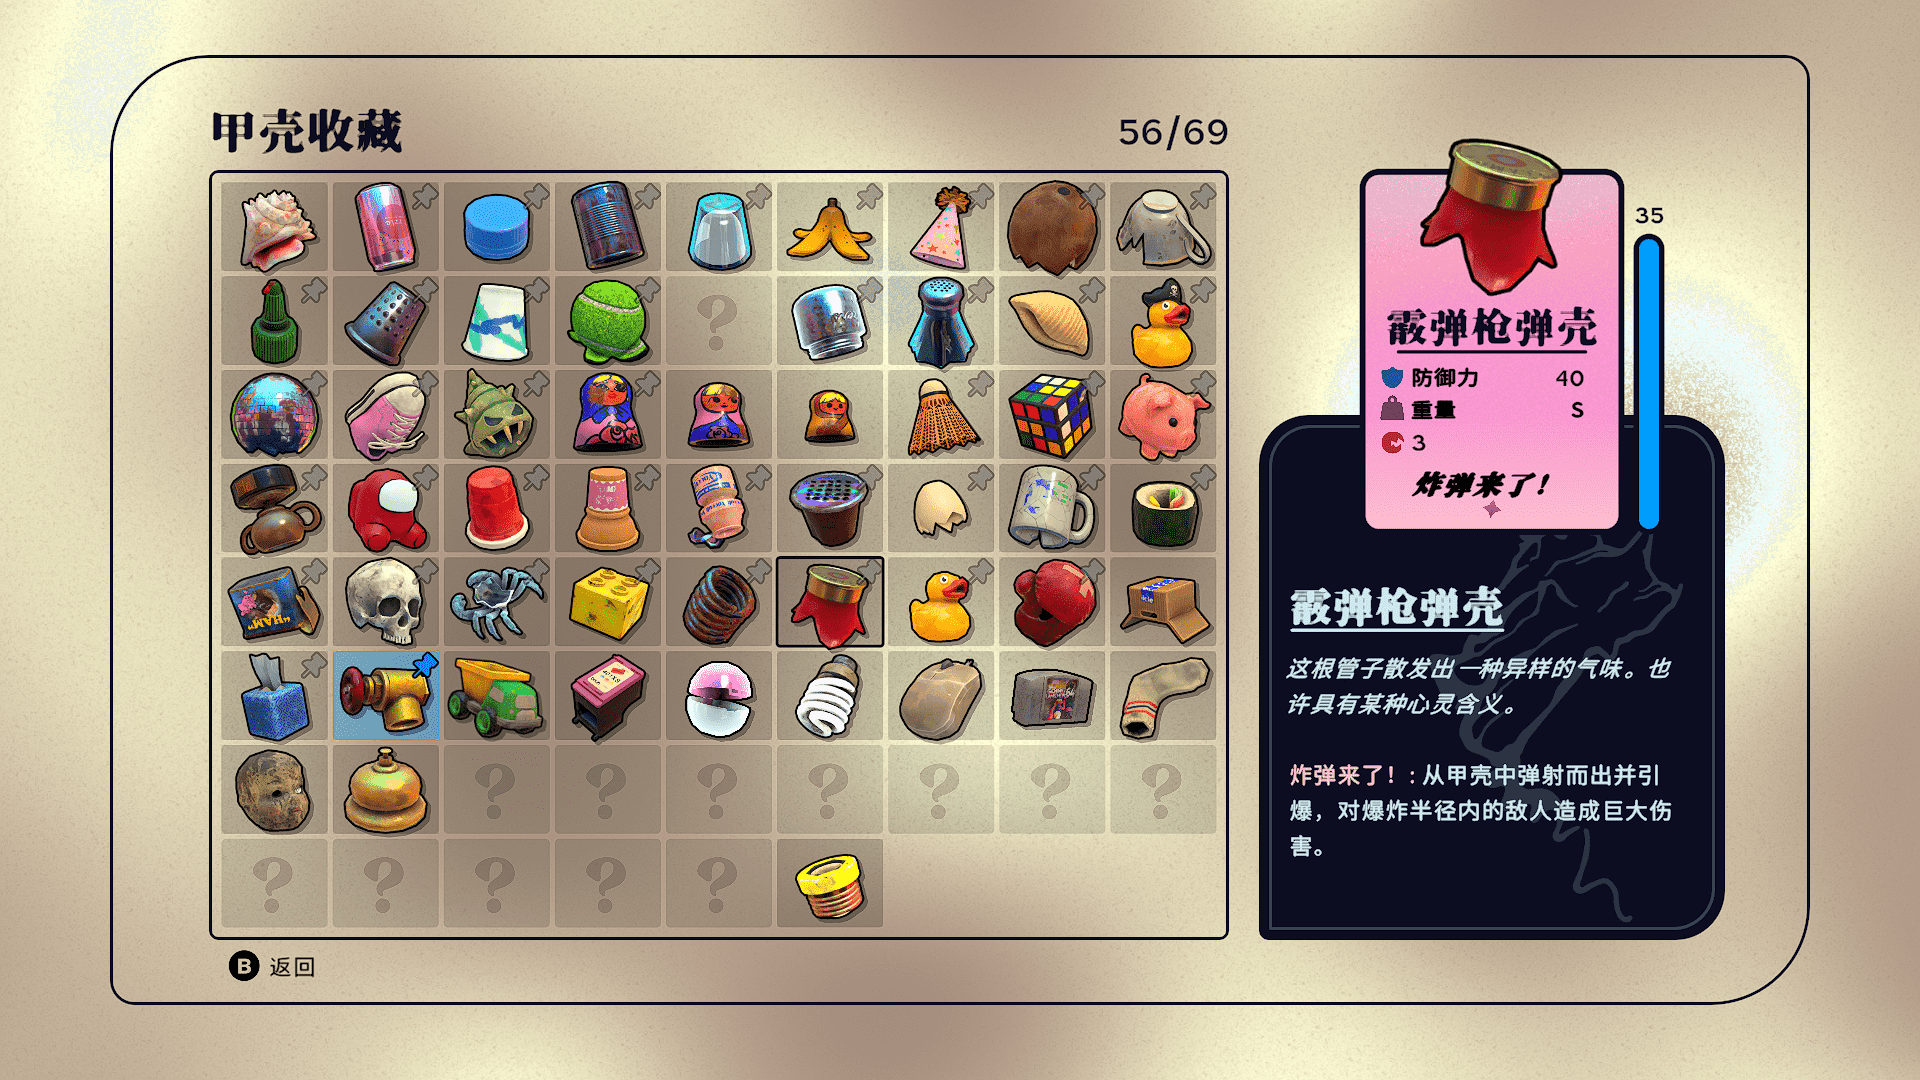 甲壳收藏
56/69
35
霰弹枪弹壳
防御力 40
重量 S
3
炸弹来了！
霰弹枪弹壳
这根管子散发出一种异样的气味。也
许具有某种心灵含义。
炸弹来了！：从甲壳中弹射而出并引
爆，对爆炸半径内的敌人造成巨大伤
害。
"HAM"
B 返回